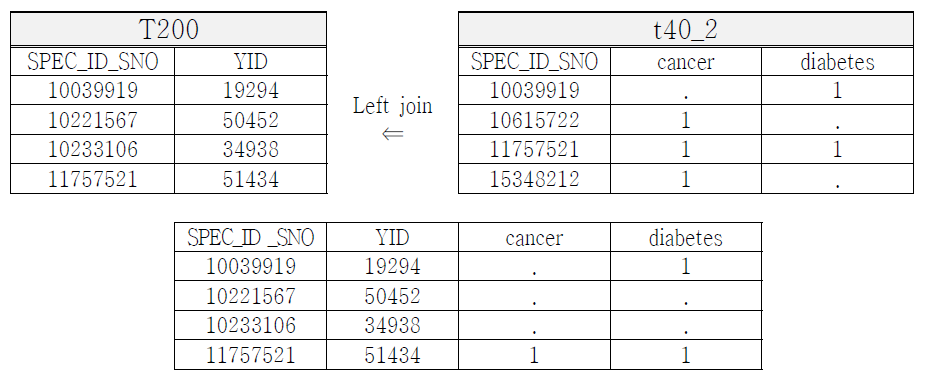 T200
SPEC_ID_SNO YID
10039919 19294
10221567 50452
10233106 34938
11757521 51434
Left join
⇐
t40_2
SPEC_ID_SNO cancer diabetes
10039919 . 1
10615722 1 .
11757521 1 1
15348212 1 .
SPEC_ID _SNO YID cancer diabetes
10039919 19294 . 1
10221567 50452 . .
10233106 34938 . .
11757521 51434 1 1